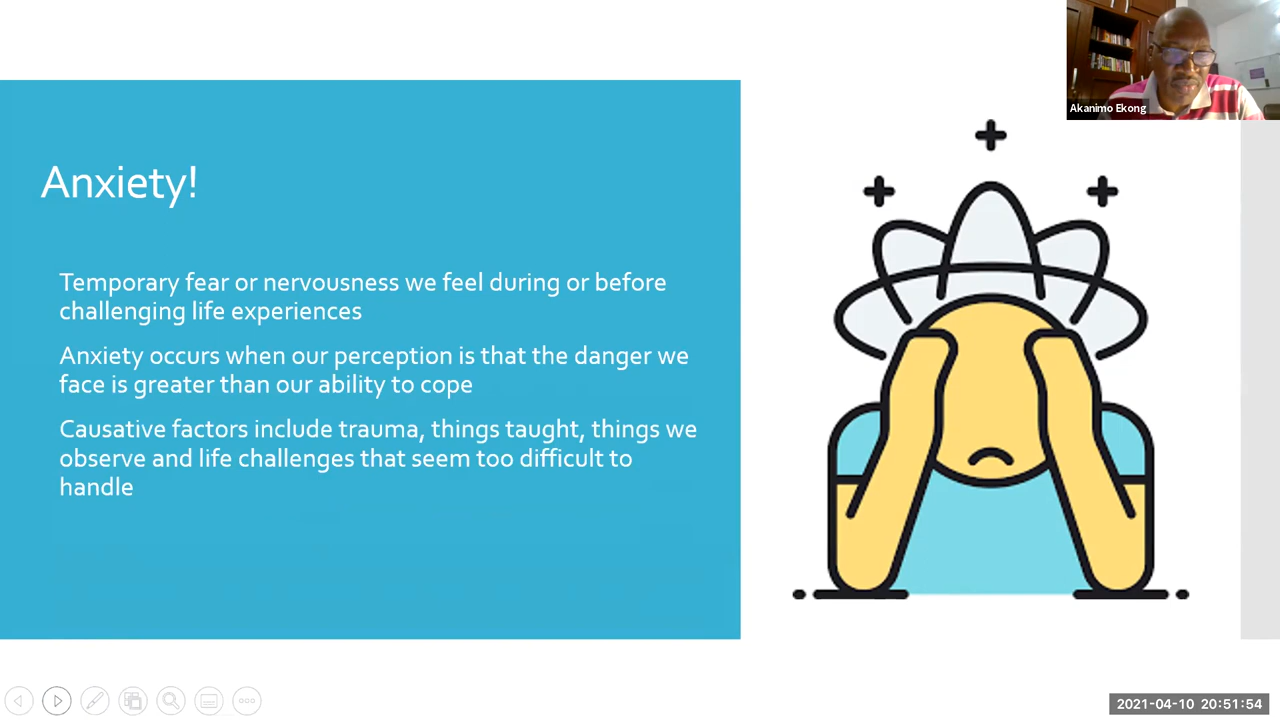 Akanimo Ekong
Anxiety!
Temporary fear or nervousness we feel during or before
challenging life experiences
Anxiety occurs when our perception is that the danger we
face is greater than our ability to cope
Causative factors include trauma, things taught, things we
observe and life challenges that seem too difficult to
handle
2021-04-10 20:51:54